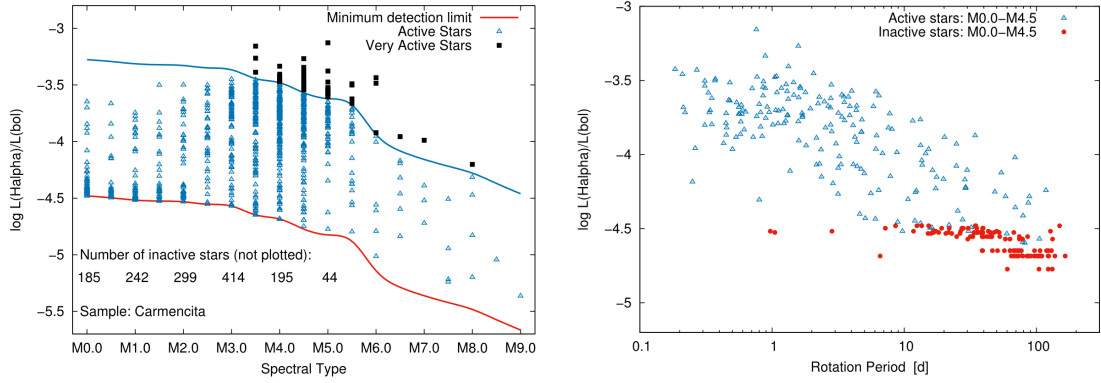 log L(Halpha)/L(bol)
−3
−3.5
−4
−4.5
−5
−5.5
Minimum detection limit
Active Stars
Very Active Stars
Number of inactive stars (not plotted):
185 242 299 414 195 44
Sample: Carmencita
M0.0 M1.0 M2.0 M3.0 M4.0 M5.0 M6.0 M7.0 M8.0 M9.0
Spectral Type
log L(Halpha)/L(bol)
−3
−3.5
−4
−4.5
−5
Active stars: M0.0−M4.5
Inactive stars: M0.0−M4.5
0.1 1 10 100
Rotation Period [d]